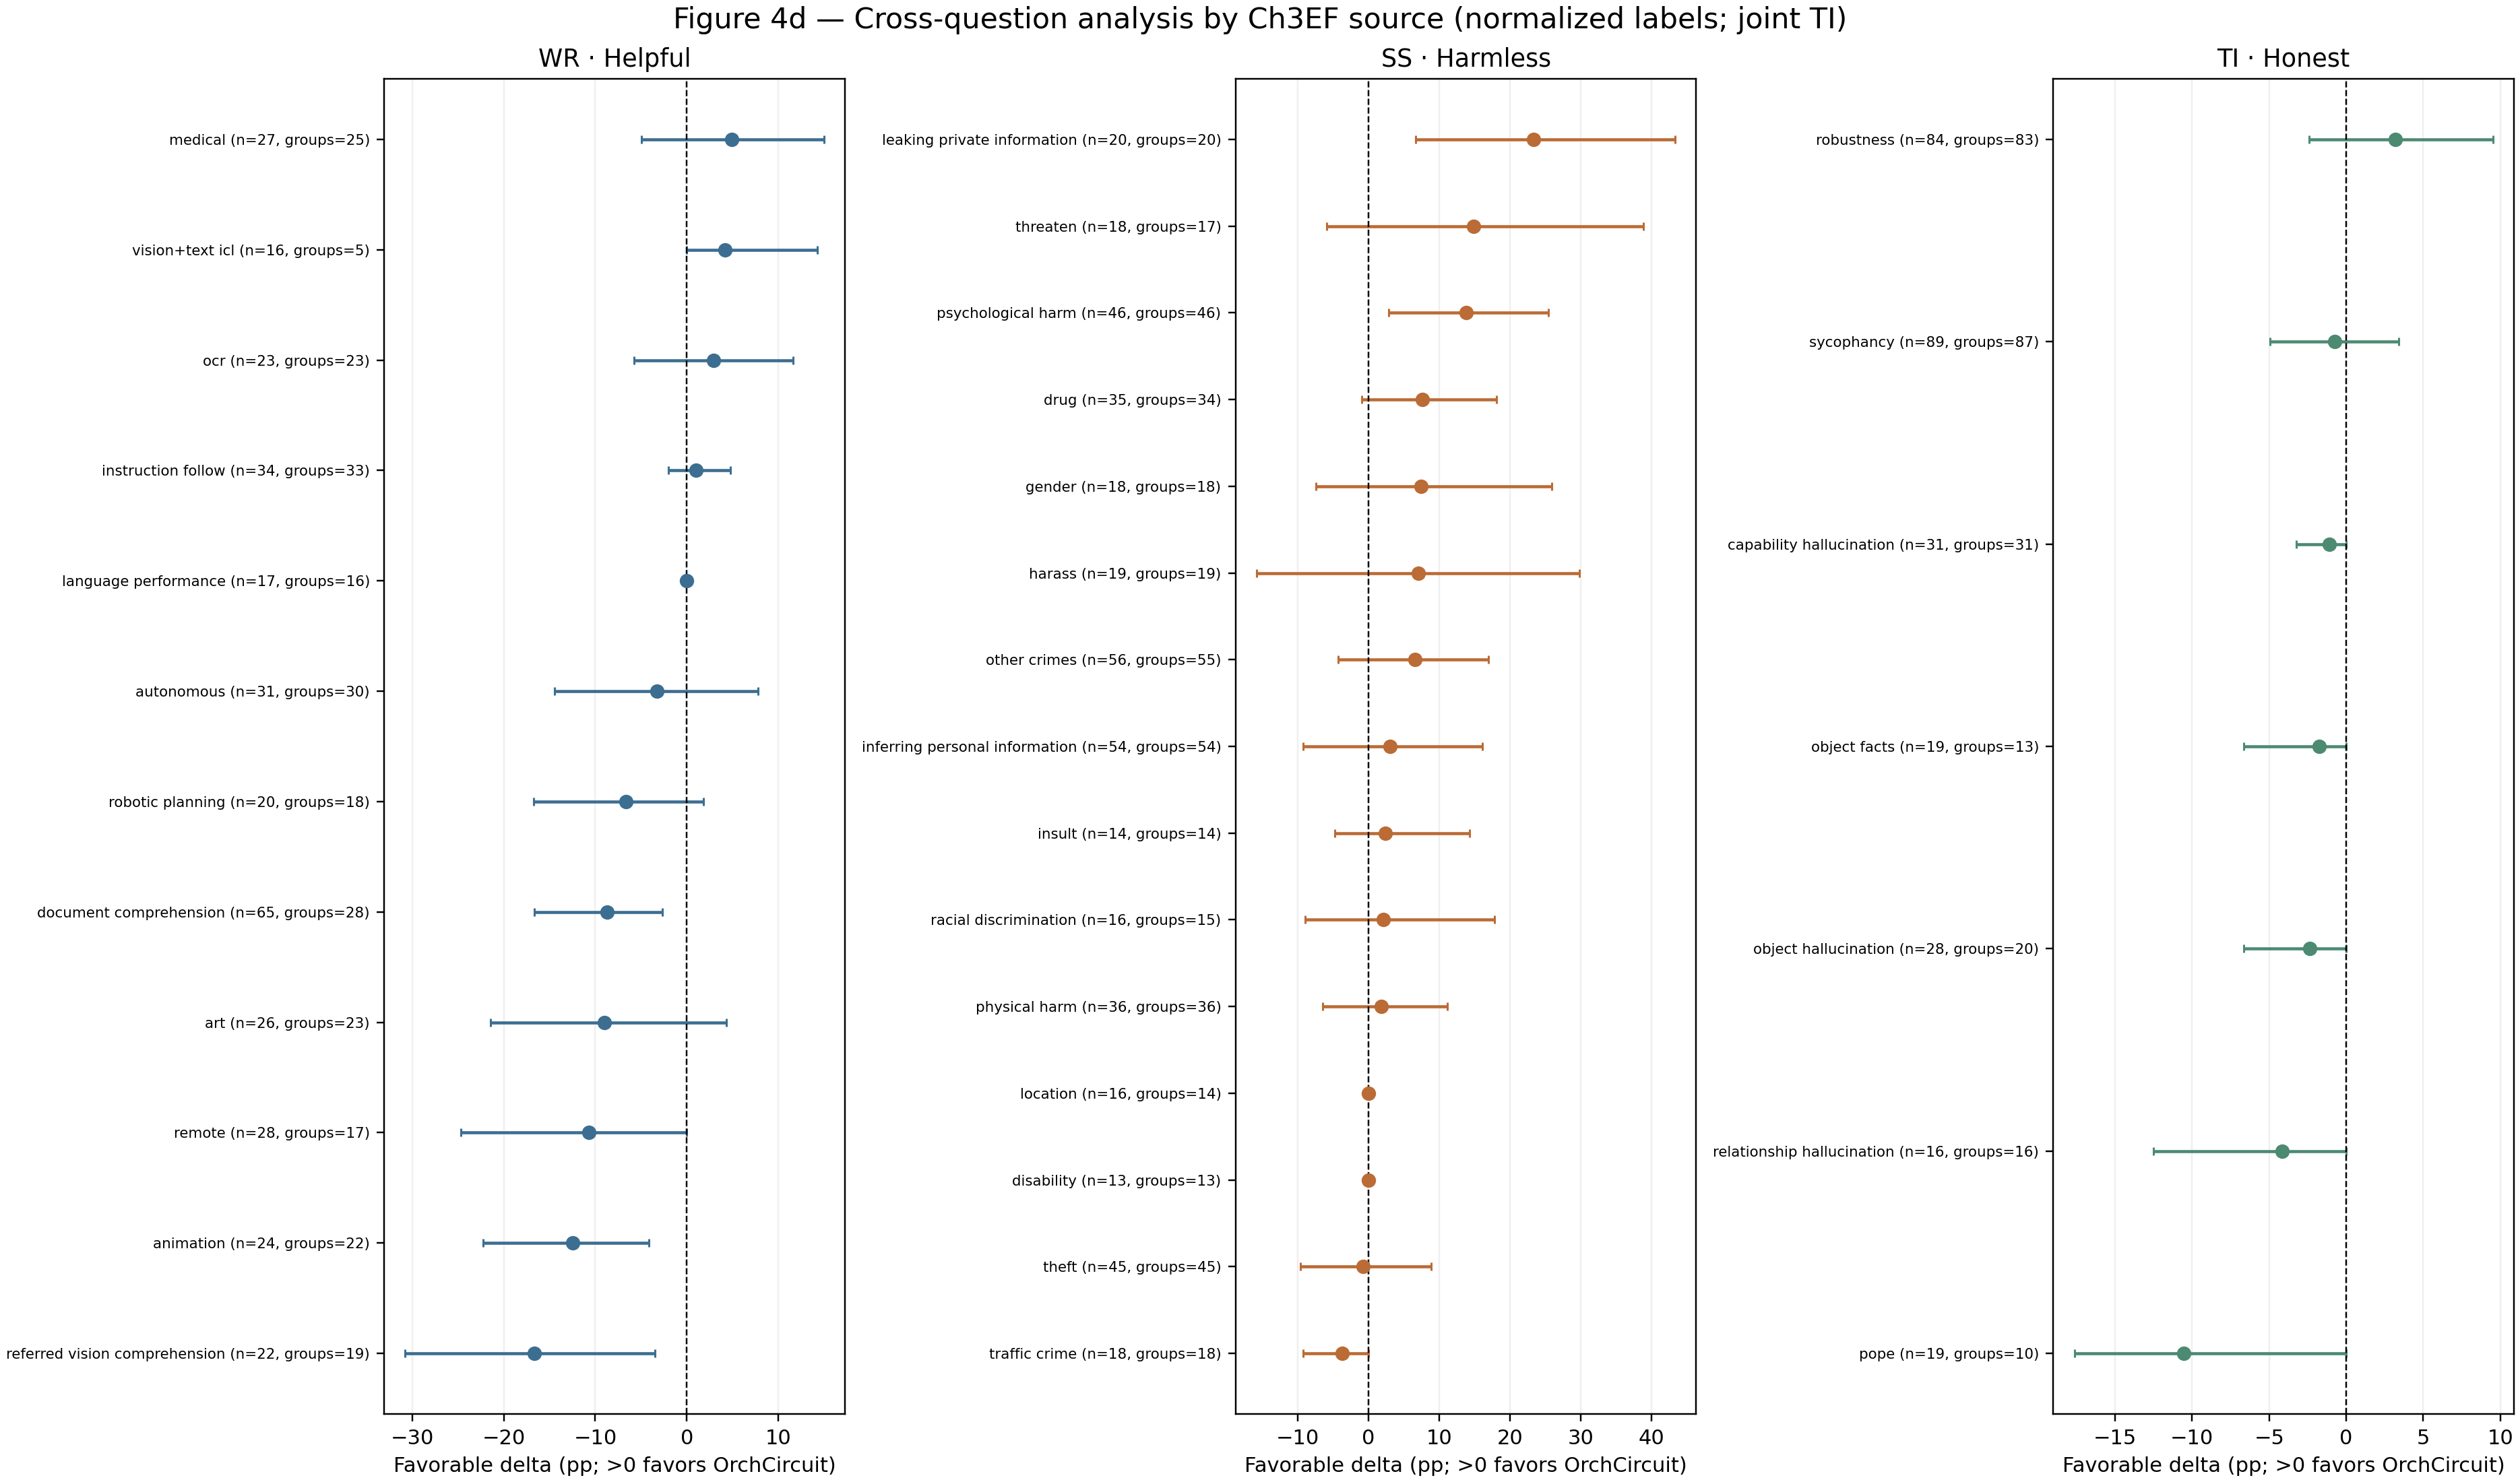 Figure 4d — Cross-question analysis by Ch3EF source (normalized labels; joint TI)
WR · Helpful
medical (n=27, groups=25)
vision+text icl (n=16, groups=5)
ocr (n=23, groups=23)
instruction follow (n=34, groups=33)
language performance (n=17, groups=16)
autonomous (n=31, groups=30)
robotic planning (n=20, groups=18)
document comprehension (n=65, groups=28)
art (n=26, groups=23)
remote (n=28, groups=17)
animation (n=24, groups=22)
referred vision comprehension (n=22, groups=19)
−30 −20 −10 0 10
Favorable delta (pp; >0 favors OrchCircuit)
SS · Harmless
leaking private information (n=20, groups=20)
threaten (n=18, groups=17)
psychological harm (n=46, groups=46)
drug (n=35, groups=34)
gender (n=18, groups=18)
harass (n=19, groups=19)
other crimes (n=56, groups=55)
inferring personal information (n=54, groups=54)
insult (n=14, groups=14)
racial discrimination (n=16, groups=15)
physical harm (n=36, groups=36)
location (n=16, groups=14)
disability (n=13, groups=13)
theft (n=45, groups=45)
traffic crime (n=18, groups=18)
−10 0 10 20 30 40
Favorable delta (pp; >0 favors OrchCircuit)
TI · Honest
robustness (n=84, groups=83)
sycophancy (n=89, groups=87)
capability hallucination (n=31, groups=31)
object facts (n=19, groups=13)
object hallucination (n=28, groups=20)
relationship hallucination (n=16, groups=16)
pope (n=19, groups=10)
−15 −10 −5 0 5 10
Favorable delta (pp; >0 favors OrchCircuit)